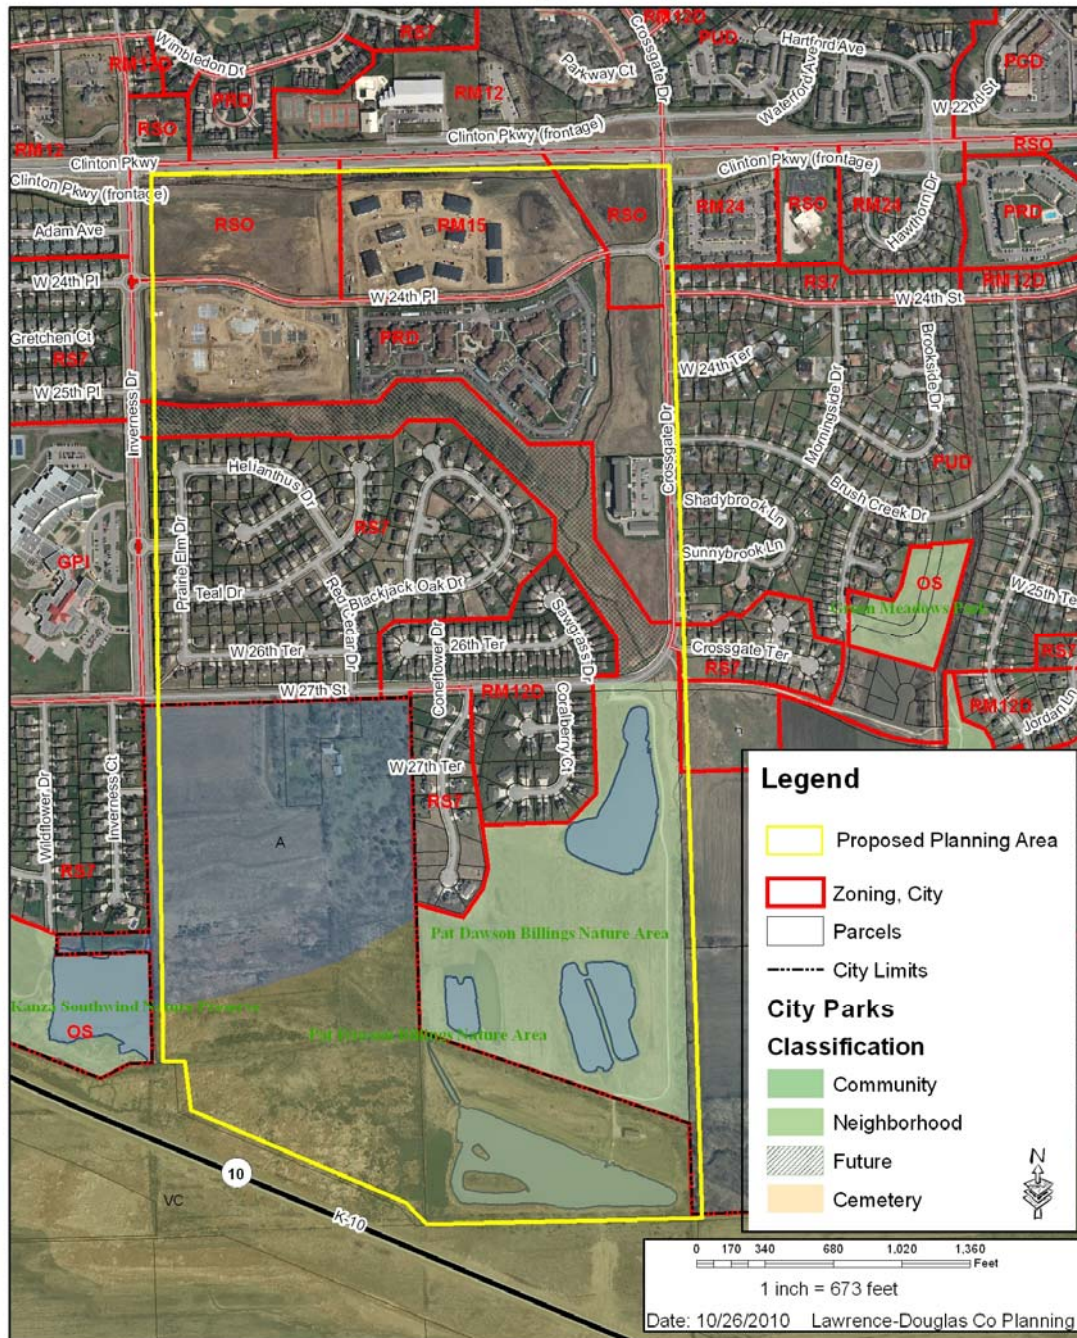 RS7
RM12D
PUD
Hartford Ave
Crossgate Dr
Wimbledon Dr
Parkway Ct
PCD
RM12D
PRD
RM12
Waterford Ave
W 22nd St
RSO
Clinton Pkwy (frontage)
RSO
RM12
Clinton Pkwy
Clinton Pkwy (frontage)
Clinton Pkwy (frontage)
RSO
RM15
RSO
RM24
RSO
RM24
Hawthorn Dr
PRD
Adam Ave
W 24th Pl
RS7
RM12D
W 24th Pl
W 24th St
Gretchen Ct
RS7
PRD
W 24th Ter
Brookside Dr
W 25th Pl
Inverness Dr
Crossgate Dr
Morningside Dr
PUD
Helianthus Dr
Brush Creek Dr
RS7
Shadybrook Ln
GPI
Prairie Elm Dr
Sunnybrook Ln
OS
Teal Dr
Red Cedar Dr
Blackjack Oak Dr
Sawgrass Dr
Green Meadows Park
W 25th Ter
W 26th Ter
Coneflower Dr
26th Ter
Crossgate Ter
RS7
RS7
W 27th St
RM12D
RM12D
Jordan Ln
Coralberry Ct
W 27th Ter
RS7
Wildflower Dr
Inverness Ct
A
RS7
Pat Dawson Billings Nature Area
Kanza Southwind Nature Preserve
OS
Pat Dawson Billings Nature Area
10
VC
K-10
Legend
Proposed Planning Area
Zoning, City
Parcels
City Limits
City Parks
Classification
Community
Neighborhood
Future
Cemetery
N
0 170 340 680 1,020 1,360
Feet
1 inch = 673 feet
Date: 10/26/2010 Lawrence-Douglas Co Planning